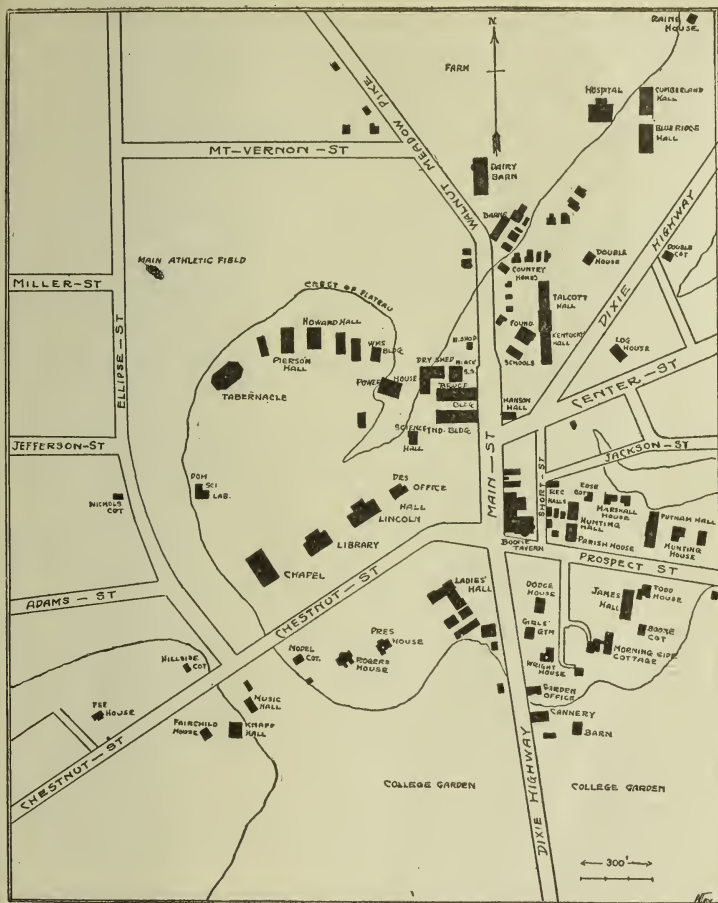 RAINE
HOUSE
N
FARM
HOSPITAL
CUMBERLAND
HALL
BLUE RIDGE
HALL
WALNUT MEADOW PIKE
MT-VERNON-ST
DAIRY
BARN
BARNS
DIXIE HIGHWAY
MAIN ATHLETIC FIELD
DOUBLE
HOUSE
DOUBLE
COT
COUNTRY
HOMES
MILLER-ST
CREST OF PLATEAU
TALCOTT
HALL
HOWARD HALL
WKS
BLDG
PIERSON
HALL
FOUND.
SCHOOLS
KENTUCKY
HALL
LOG
HOUSE
DRY SHED
POWER HOUSE
BRUCE
BLDG
TABERNACLE
HANSON
HALL
CENTER-ST
ELLIPSE-ST
SCIENCE
HALL
IND. BLDG
JEFFERSON-ST
MAIN-ST
SHORT-ST
JACKSON-ST
DOM
SCI
LAB.
NICHOLS
COT
OFFICE
LINCOLN
HALL
LIBRARY
CHAPEL
REC
HALLS
ROSE
COT
MARSHALL
HOUSE
HUNTING
HALL
PUTNAM HALL
HUNTING
HOUSE
PARISH HOUSE
BOONE
TAVERN
PROSPECT ST
CHESTNUT-ST
LADIES'
HALL
DODGE
HOUSE
JAMES
HALL
TODD
HOUSE
ADAMS-ST
GIRLS'
GYM
BOONE
COT
PRES
HOUSE
MORNING SIDE
COTTAGE
HILLSIDE
COT
MODEL
COT.
ROGERS
HOUSE
WRIGHT
HOUSE
GARDEN
OFFICE
MUSIC
HALL
FEE
HOUSE
CANNERY
FAIRCHILD
HOUSE
KNAPP
HALL
BARN
CHESTNUT-ST
COLLEGE GARDEN
DIXIE HIGHWAY
COLLEGE GARDEN
300'